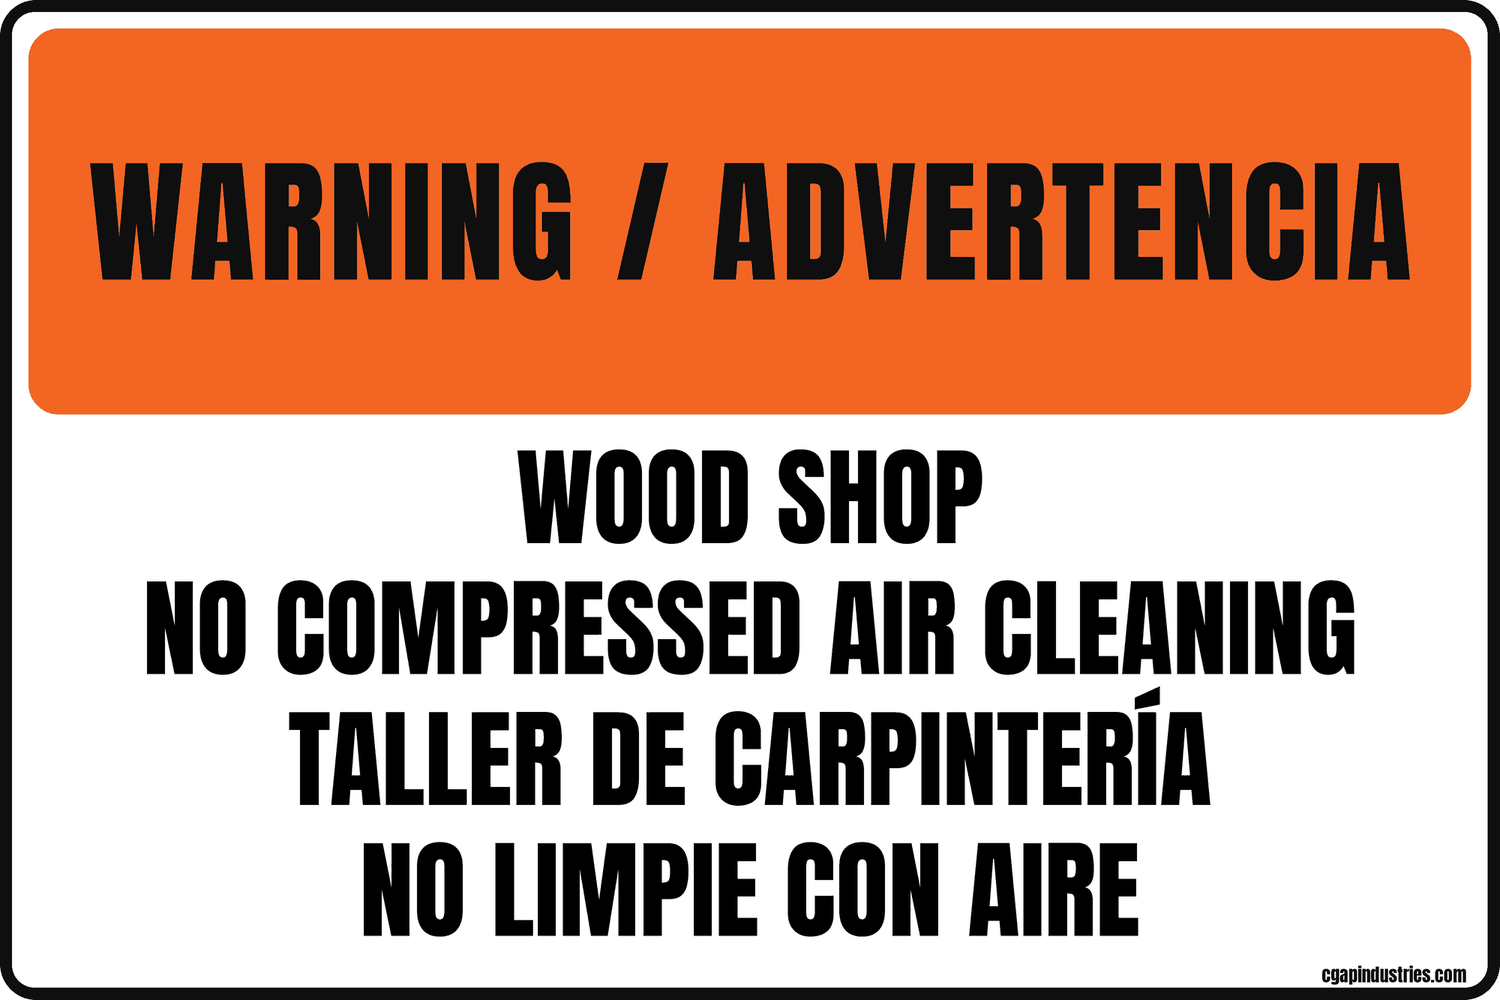 WARNING / ADVERTENCIA
WOOD SHOP
NO COMPRESSED AIR CLEANING
TALLER DE CARPINTERÍA
NO LIMPIE CON AIRE
cgapindustries.com